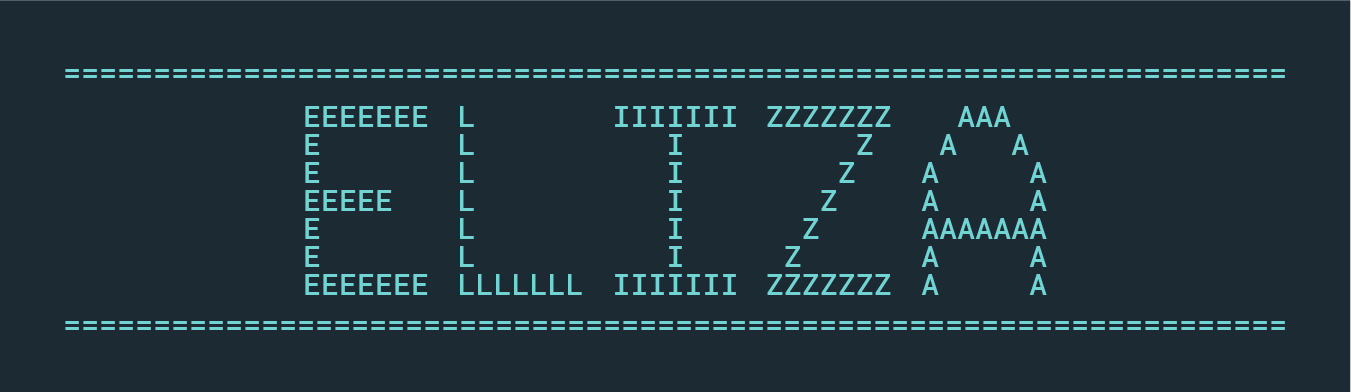 ====================================================================
EEEEEEE  L        IIIIIII  ZZZZZZZ    AAA
E        L           I          Z    A   A
E        L           I         Z    A     A
EEEEE    L           I        Z     A     A
E        L           I       Z      AAAAAAA
E        L           I      Z       A     A
EEEEEEE  LLLLLLL  IIIIIII  ZZZZZZZ  A     A
====================================================================